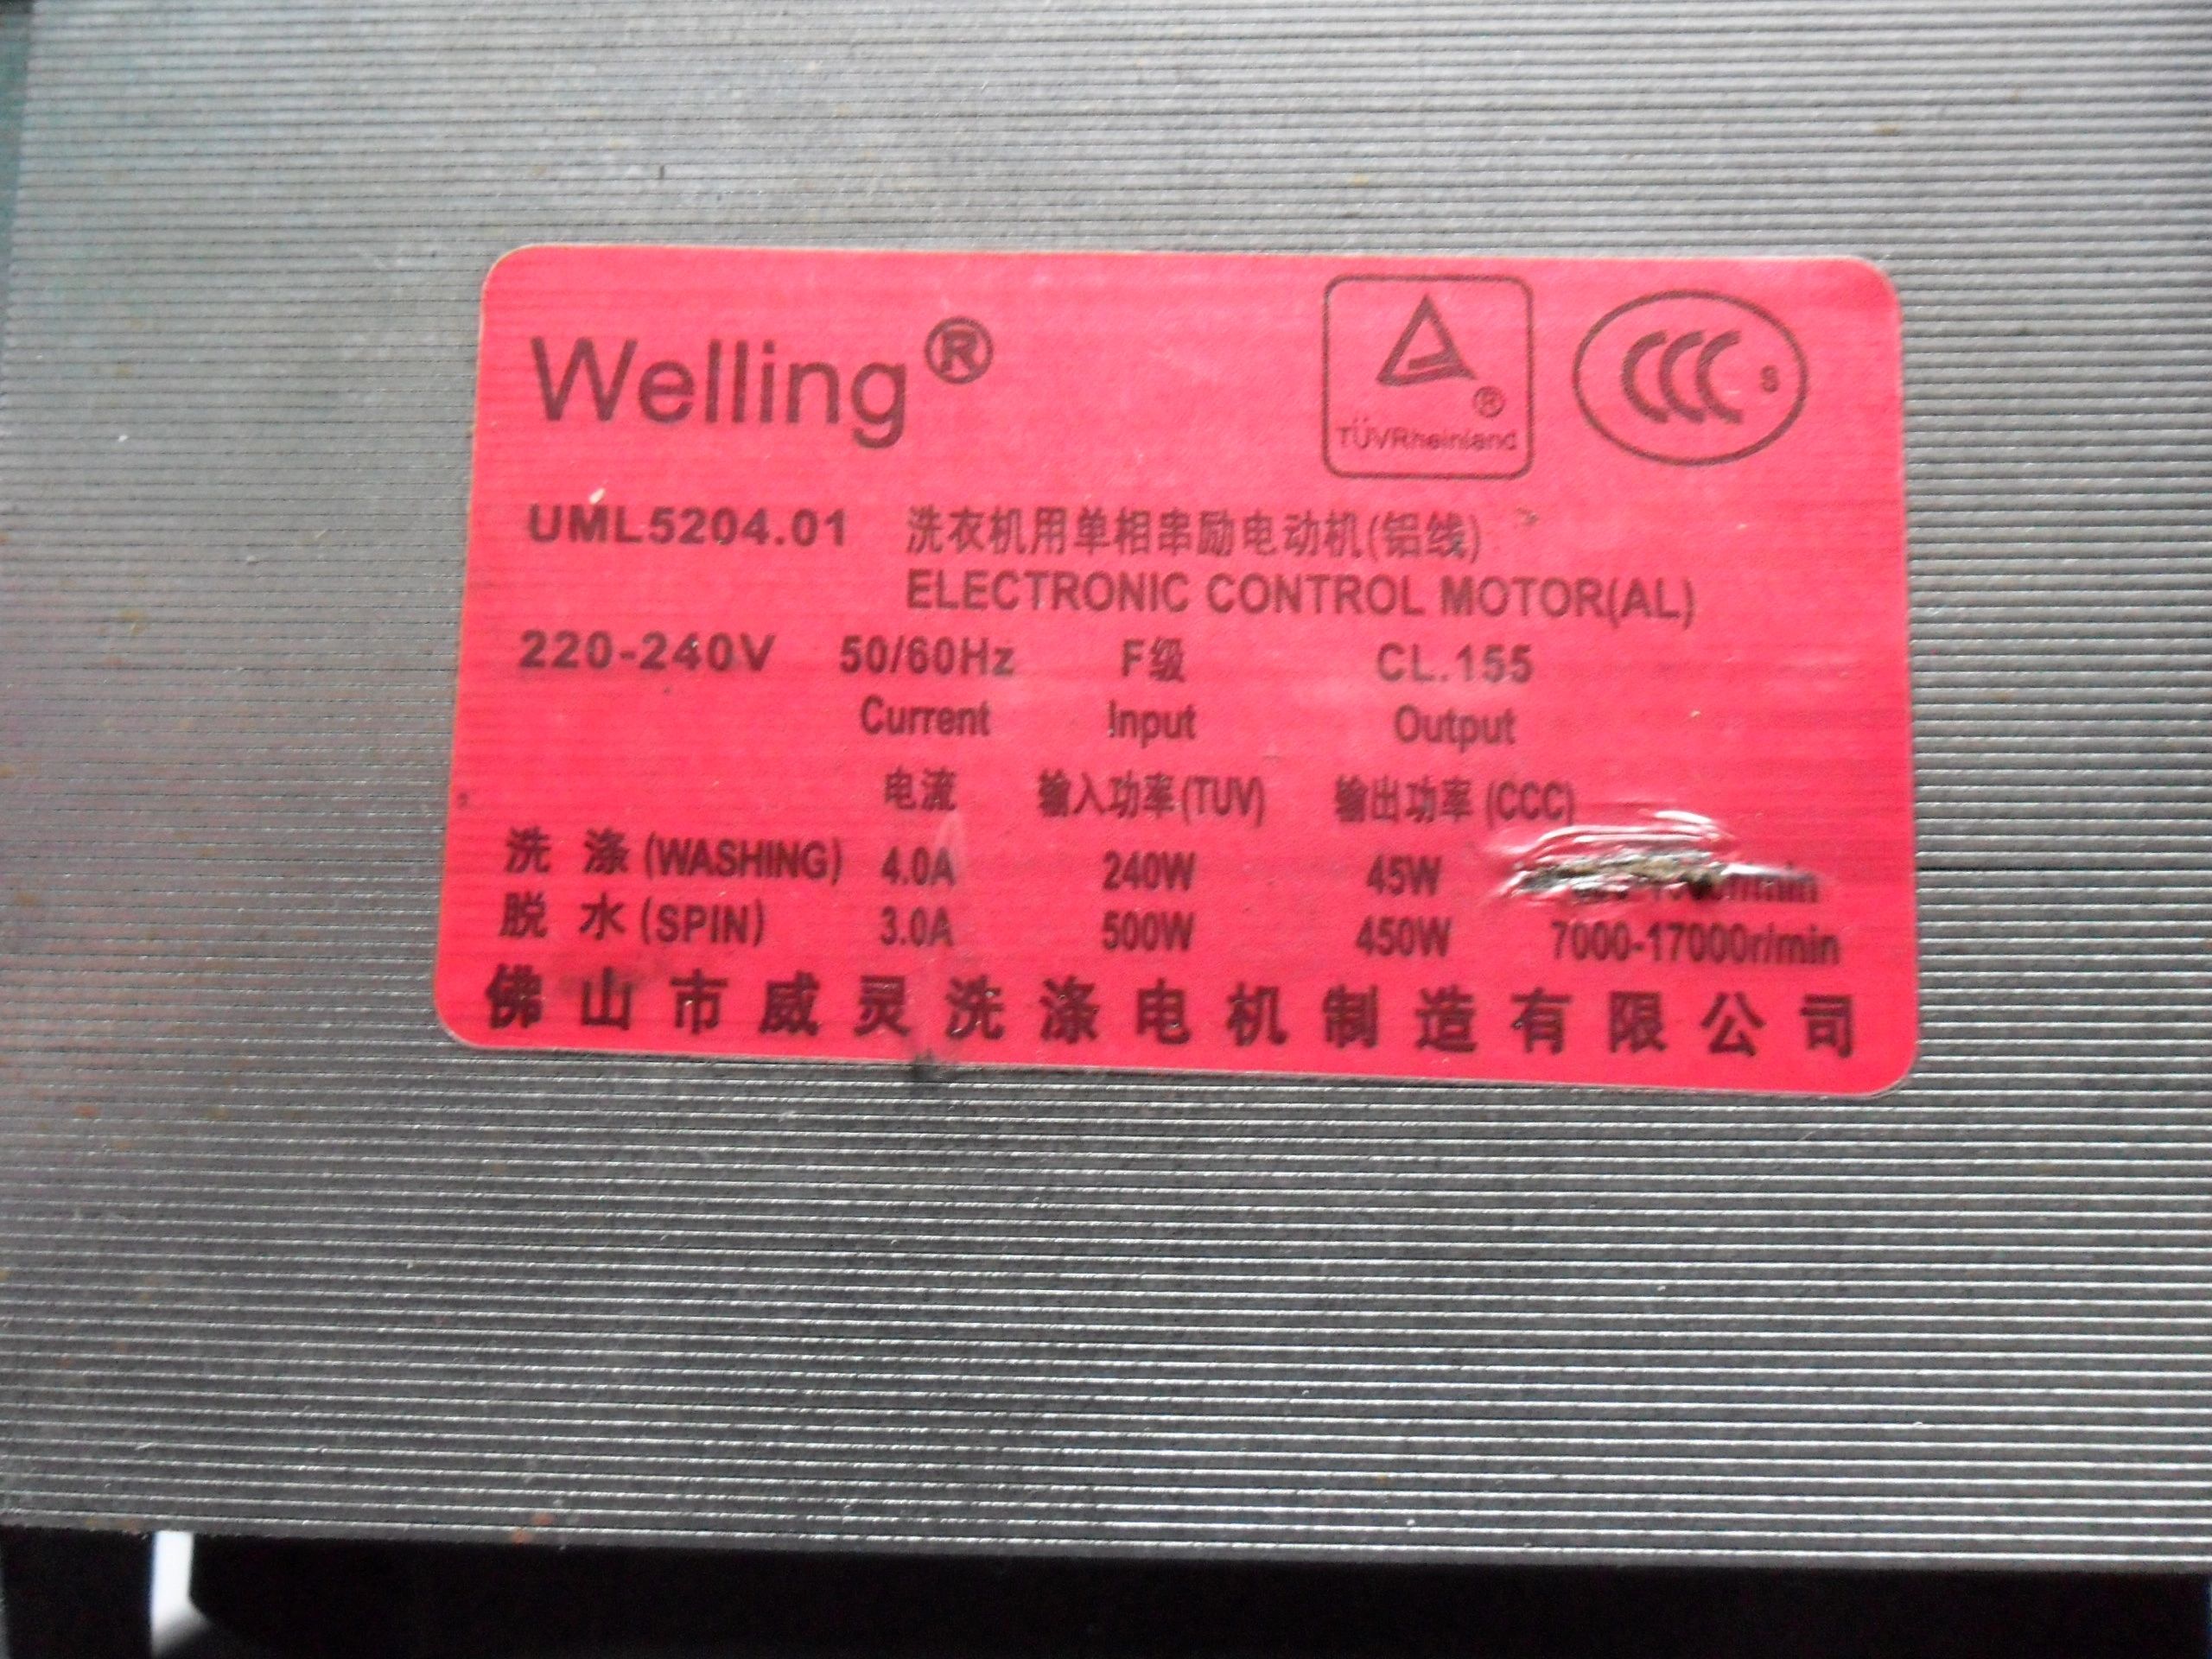 Welling®
TÜVRheinland®
CCC S
UML5204.01 洗衣机用单相串励电动机(铝线)
ELECTRONIC CONTROL MOTOR(AL)
220-240V 50/60Hz F级 CL.155
Current Input Output
电流 输入功率(TUV) 输出功率(CCC)
洗涤(WASHING) 4.0A 240W 45W
脱水(SPIN) 3.0A 500W 450W 7000-17000r/min
佛山市威灵洗涤电机制造有限公司